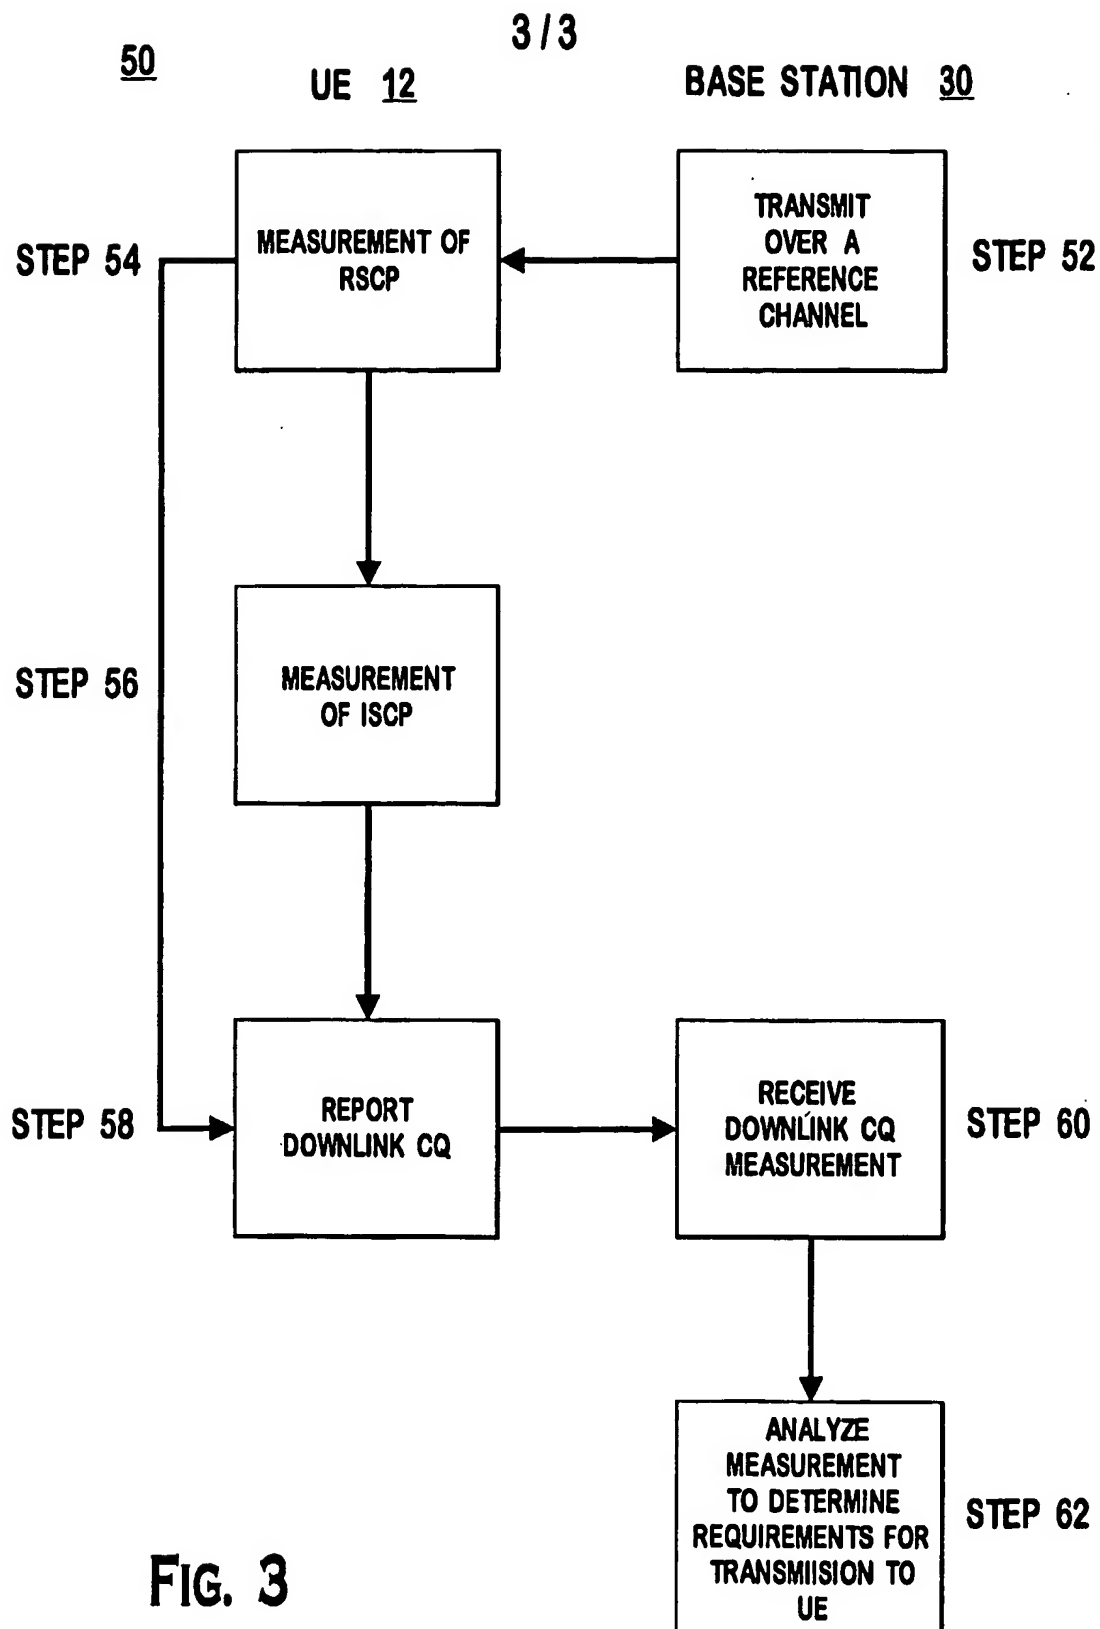 3/3
50
UE 12
BASE STATION 30
STEP 54
MEASUREMENT OF
RSCP
TRANSMIT
OVER A
REFERENCE
CHANNEL
STEP 52
STEP 56
MEASUREMENT
OF ISCP
STEP 58
REPORT
DOWNLINK CQ
RECEIVE
DOWNLINK CQ
MEASUREMENT
STEP 60
ANALYZE
MEASUREMENT
TO DETERMINE
REQUIREMENTS FOR
TRANSMIISION TO
UE
STEP 62
FIG. 3